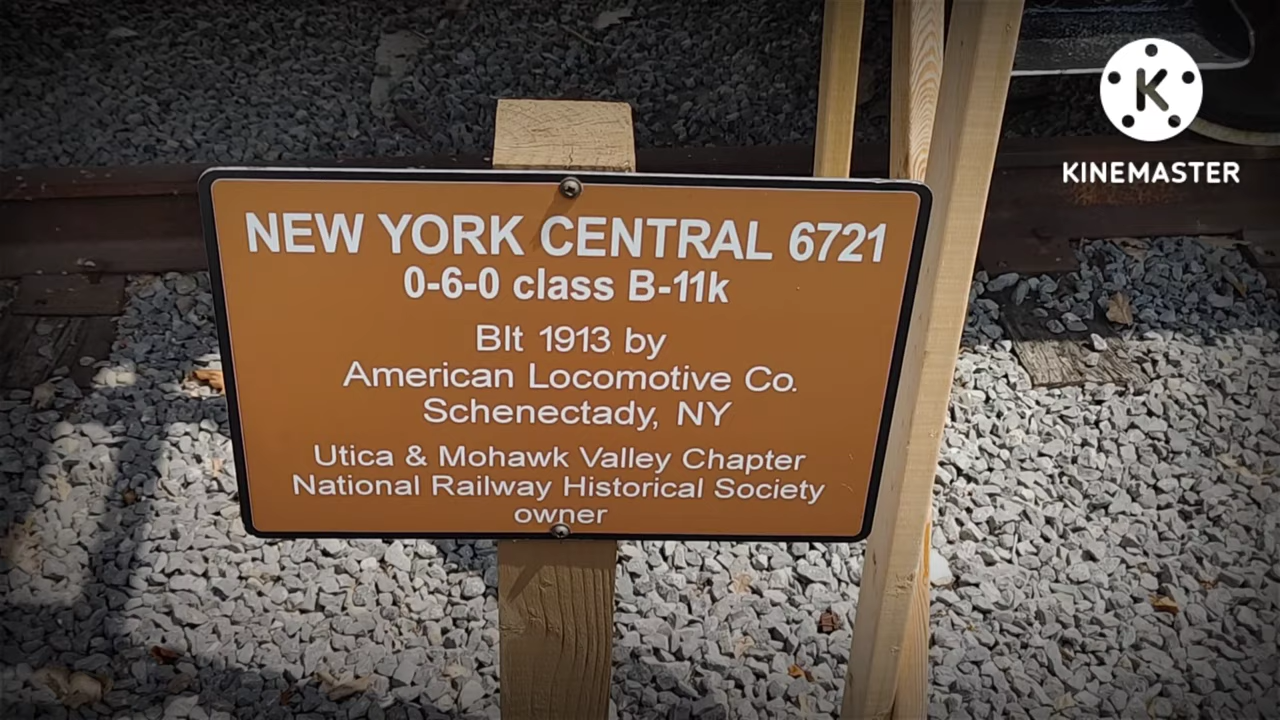 NEW YORK CENTRAL 6721
0-6-0 class B-11k
Blt 1913 by
American Locomotive Co.
Schenectady, NY
Utica & Mohawk Valley Chapter
National Railway Historical Society
owner
K
KINEMASTER